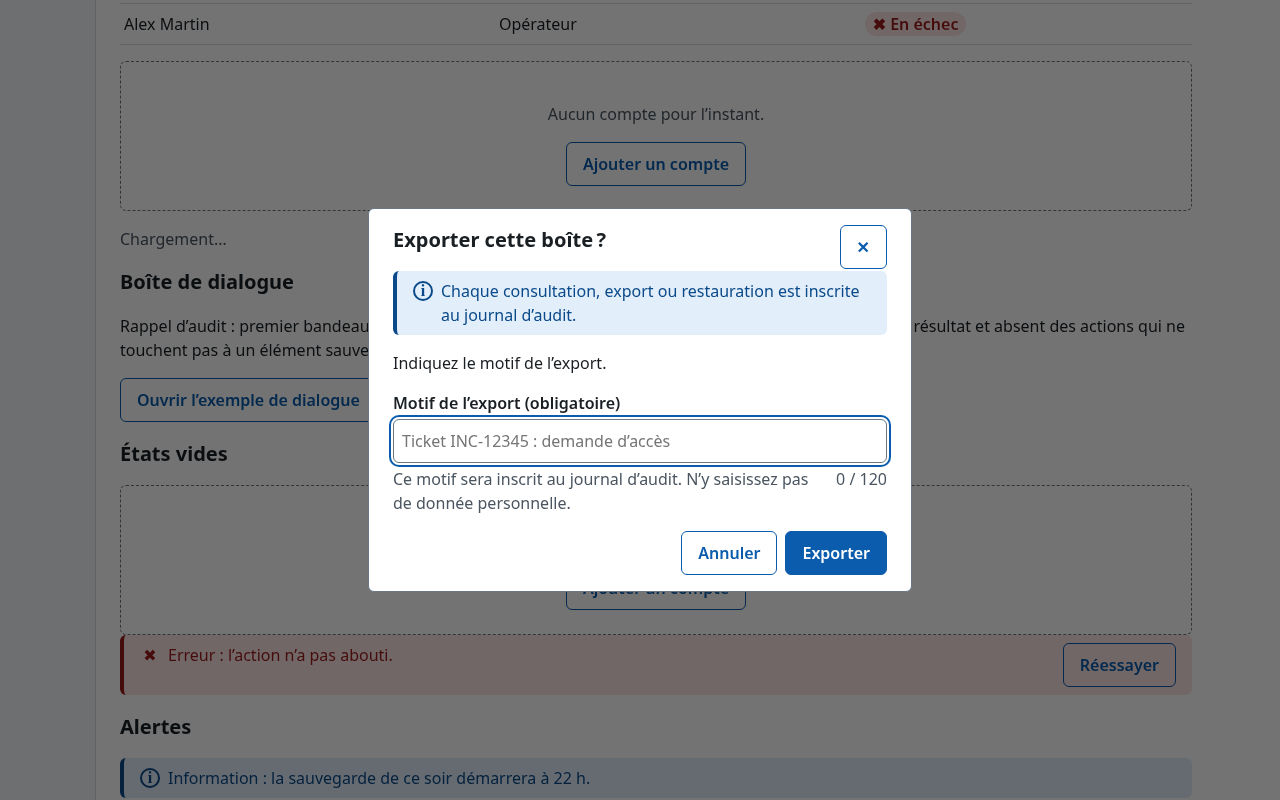 Alex Martin
Opérateur
✖ En échec
Aucun compte pour l’instant.
Ajouter un compte
Chargement…
Boîte de dialogue
Rappel d’audit : premier bandeau
résultat et absent des actions qui ne
touchent pas à un élément sauve
Ouvrir l’exemple de dialogue
États vides
Exporter cette boîte ?
×
Chaque consultation, export ou restauration est inscrite
au journal d’audit.
Indiquez le motif de l’export.
Motif de l’export (obligatoire)
Ticket INC-12345 : demande d’accès
Ce motif sera inscrit au journal d’audit. N’y saisissez pas
de donnée personnelle.
0 / 120
Annuler
Exporter
Ajouter un compte
✖ Erreur : l’action n’a pas abouti.
Réessayer
Alertes
Information : la sauvegarde de ce soir démarrera à 22 h.